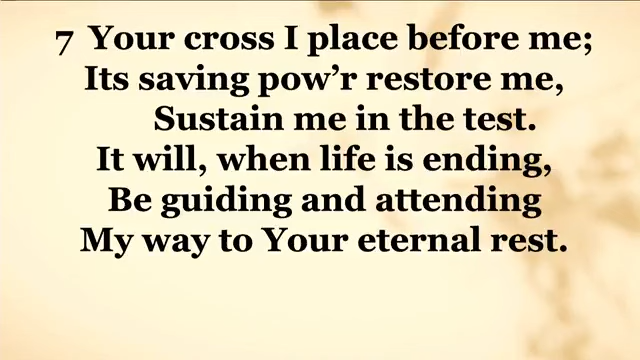 7 Your cross I place before me;
Its saving pow’r restore me,
Sustain me in the test.
It will, when life is ending,
Be guiding and attending
My way to Your eternal rest.